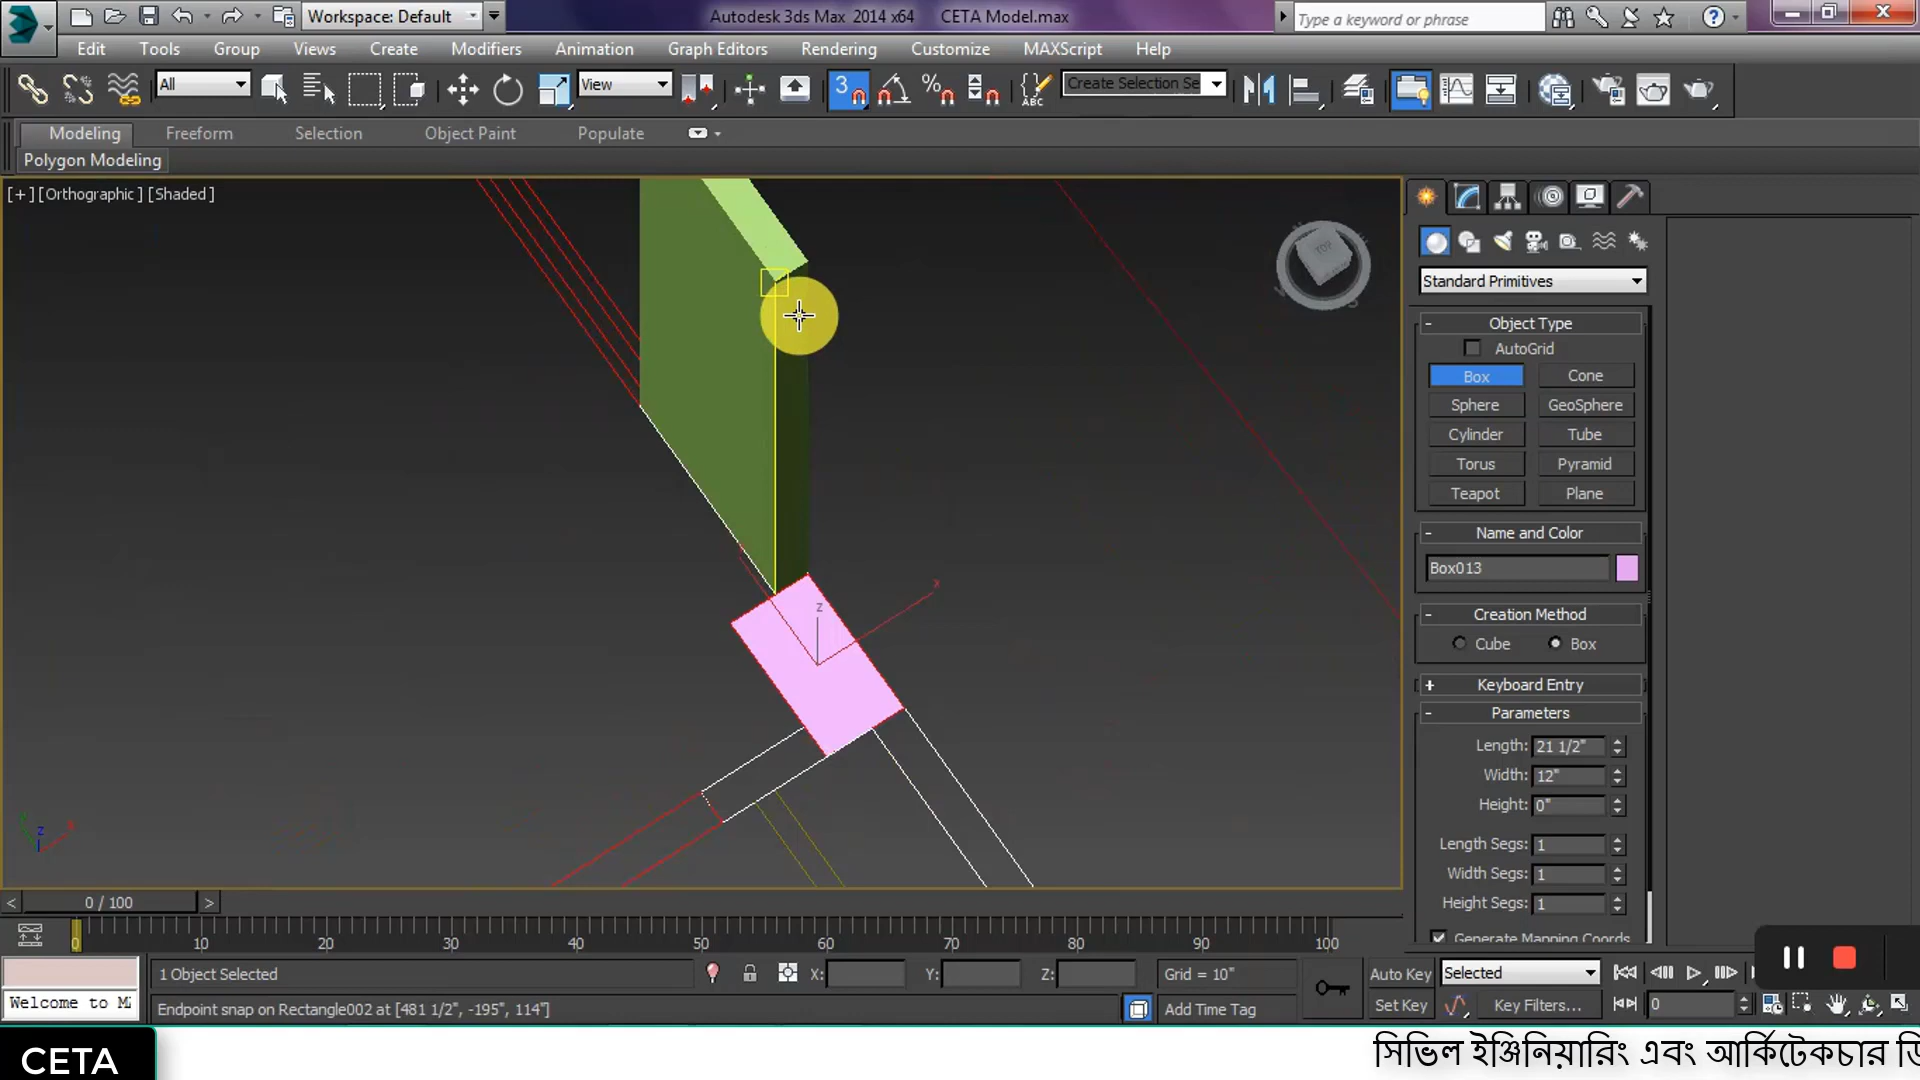 Workspace: Default
Autodesk 3ds Max 2014 x64 CETA Model.max
Type a keyword or phrase
Edit Tools Group Views Create Modifiers Animation Graph Editors Rendering Customize MAXScript Help
All
View
3
Create Selection Se
ABC
Modeling Freeform Selection Object Paint Populate
Polygon Modeling
[+] [Orthographic] [Shaded]
TOP
Standard Primitives
- Object Type
AutoGrid
Box Cone
Sphere GeoSphere
Cylinder Tube
Torus Pyramid
Teapot Plane
- Name and Color
Box013
- Creation Method
Cube Box
+ Keyboard Entry
- Parameters
Length: 21 1/2"
Width: 12"
Height: 0"
Length Segs: 1
Width Segs: 1
Height Segs: 1
Generate Mapping Coords
x
z
z
x
< 0 / 100 >
0 10 20 30 40 50 60 70 80 90 100
1 Object Selected
X: Y: Z:
Grid = 10"
Auto Key Selected
Welcome to M
Endpoint snap on Rectangle002 at [481 1/2", -195", 114"]
Add Time Tag
Set Key Key Filters... 0
CETA
সিভিল ইঞ্জিনিয়ারিং এবং আর্কিটেকচার ডি